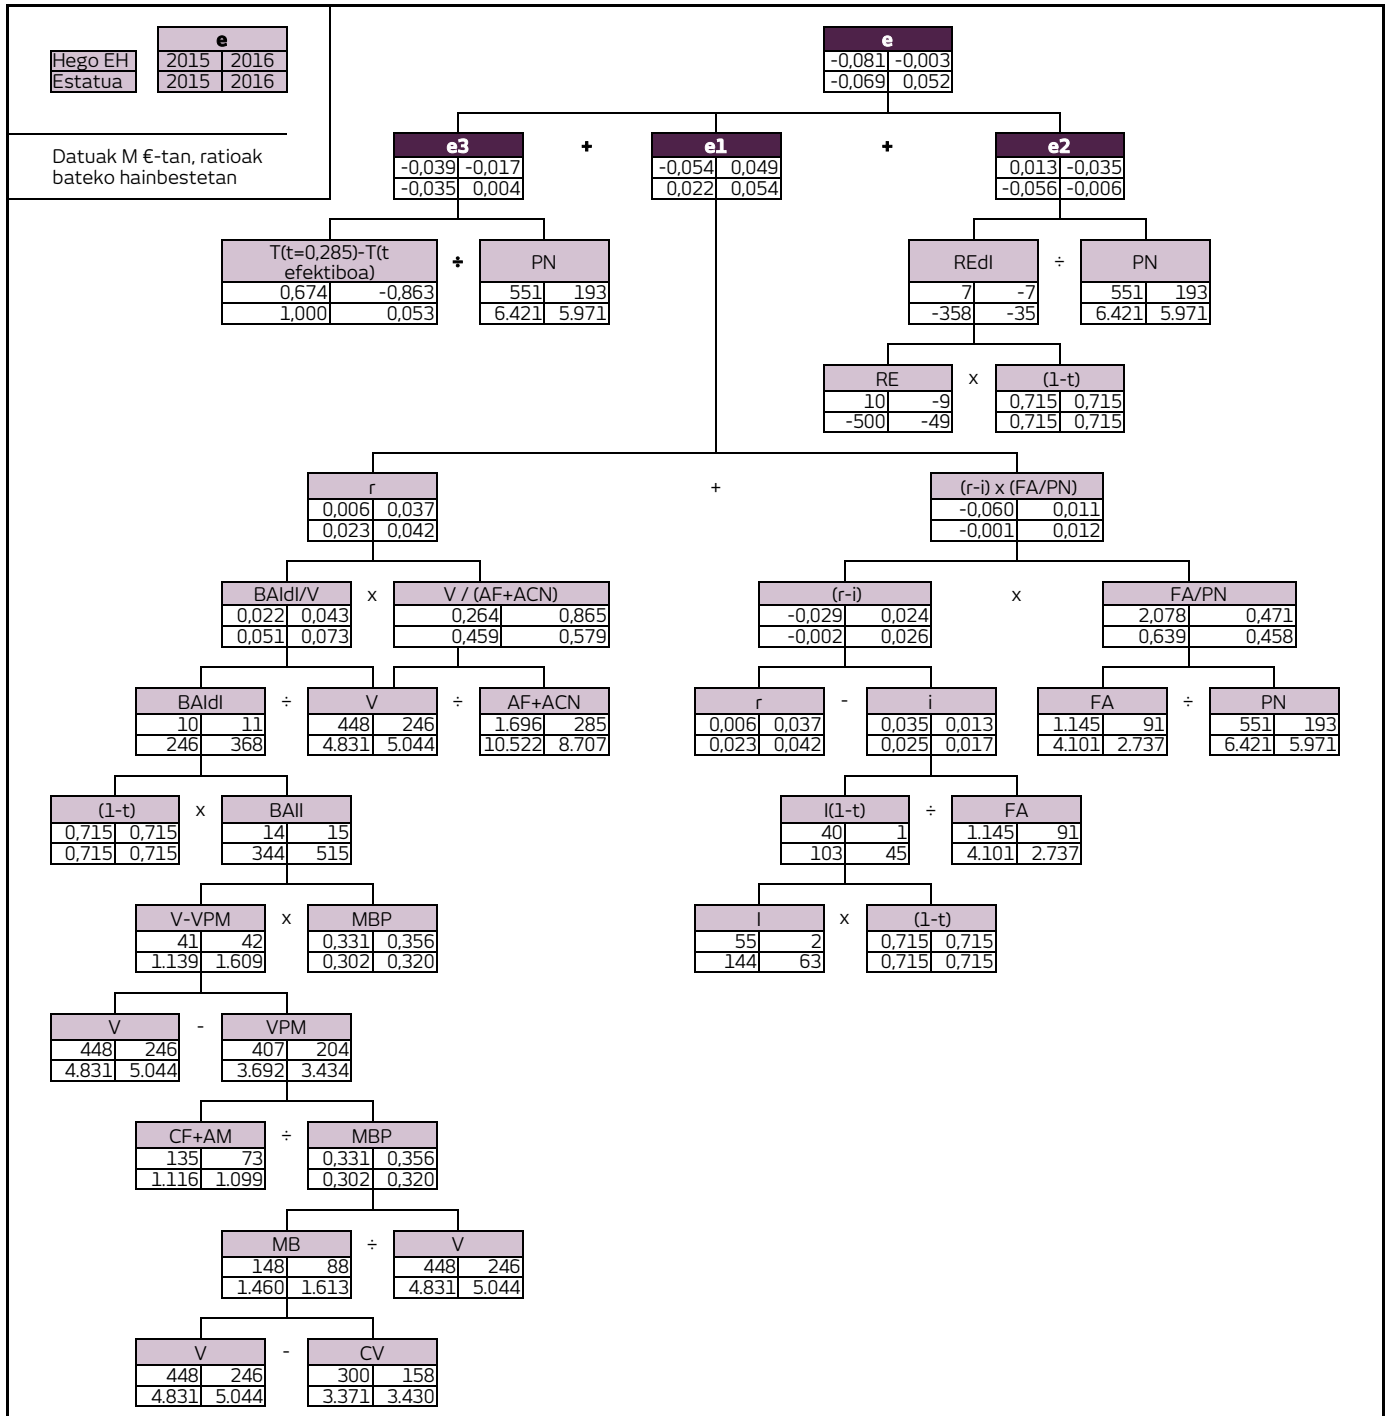 e
Hego EH 2015 2016
Estatua 2015 2016
Datuak M €-tan, ratioak
bateko hainbestetan
e
-0,081 -0,003
-0,069 0,052
e3 + e1 + e2
-0,039 -0,017 -0,054 0,049 0,013 -0,035
-0,035 0,004 0,022 0,054 -0,056 -0,006
T(t=0,285)-T(t
efektiboa) ÷ PN REdI ÷ PN
0,674 -0,863 551 193 7 -7 551 193
1,000 0,053 6.421 5.971 -358 -35 6.421 5.971
RE x (1-t)
10 -9 0,715 0,715
-500 -49 0,715 0,715
r + (r-i) x (FA/PN)
0,006 0,037 -0,060 0,011
0,023 0,042 -0,001 0,012
BAIdI/V x V / (AF+ACN) (r-i) x FA/PN
0,022 0,043 0,264 0,865 -0,029 0,024 2,078 0,471
0,051 0,073 0,459 0,579 -0,002 0,026 0,639 0,458
BAIdI ÷ V ÷ AF+ACN r - i FA ÷ PN
10 11 448 246 1.696 285 0,006 0,037 0,035 0,013 1.145 91 551 193
246 368 4.831 5.044 10.522 8.707 0,023 0,042 0,025 0,017 4.101 2.737 6.421 5.971
(1-t) x BAII I(1-t) ÷ FA
0,715 0,715 14 15 40 1 1.145 91
0,715 0,715 344 515 103 45 4.101 2.737
V-VPM x MBP I x (1-t)
41 42 0,331 0,356 55 2 0,715 0,715
1.139 1.609 0,302 0,320 144 63 0,715 0,715
V - VPM
448 246 407 204
4.831 5.044 3.692 3.434
CF+AM ÷ MBP
135 73 0,331 0,356
1.116 1.099 0,302 0,320
MB ÷ V
148 88 448 246
1.460 1.613 4.831 5.044
V - CV
448 246 300 158
4.831 5.044 3.371 3.430